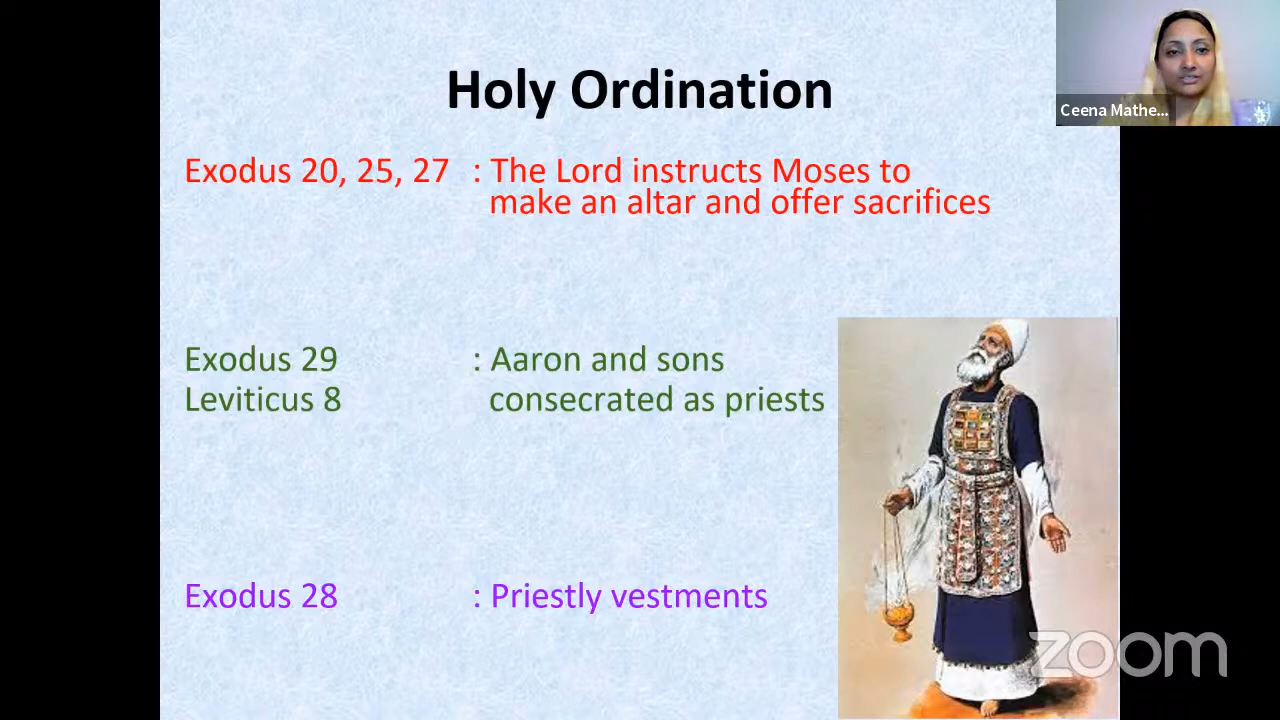 Holy Ordination
Ceena Mathe...
Exodus 20, 25, 27 : The Lord instructs Moses to
make an altar and offer sacrifices
Exodus 29 : Aaron and sons
Leviticus 8 consecrated as priests
Exodus 28 : Priestly vestments
zoom